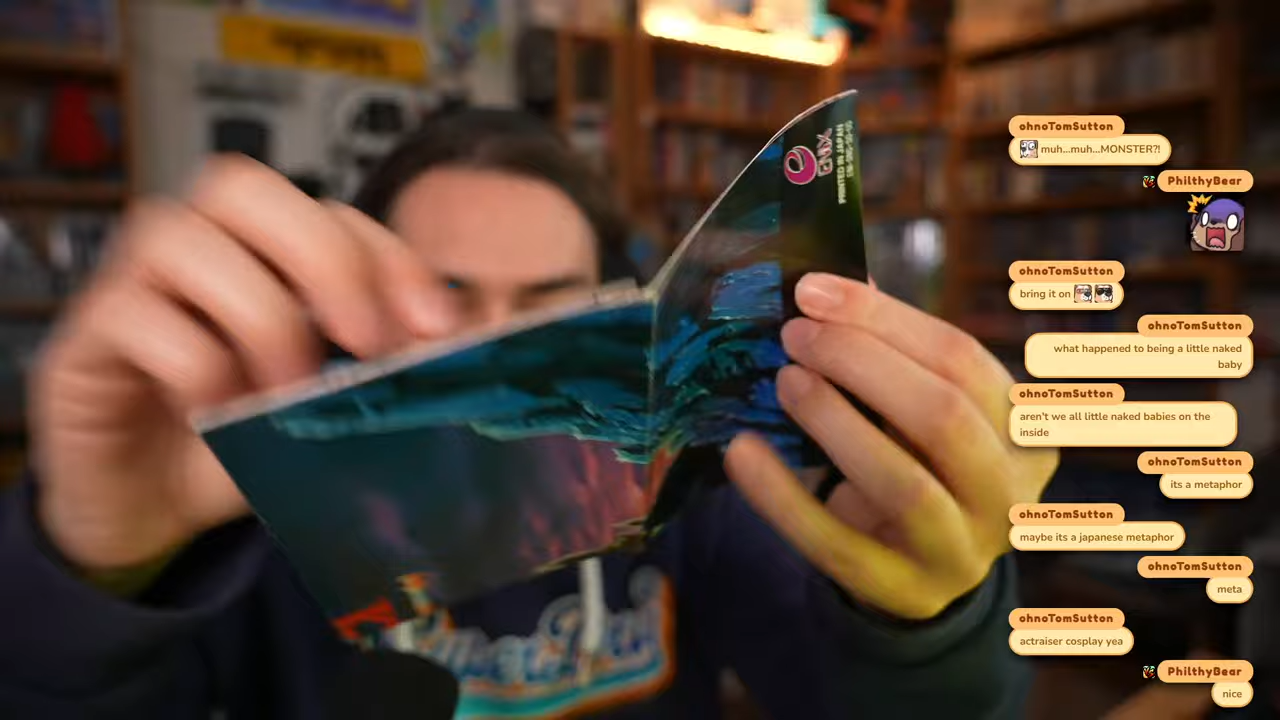 ENIX
PRINTED IN JAPAN
ohnoTomSutton
muh...muh...MONSTER?!
PhilthyBear
ohnoTomSutton
bring it on
ohnoTomSutton
what happened to being a little naked
baby
ohnoTomSutton
aren't we all little naked babies on the
inside
ohnoTomSutton
its a metaphor
ohnoTomSutton
maybe its a japanese metaphor
ohnoTomSutton
meta
ohnoTomSutton
actraiser cosplay yea
PhilthyBear
nice